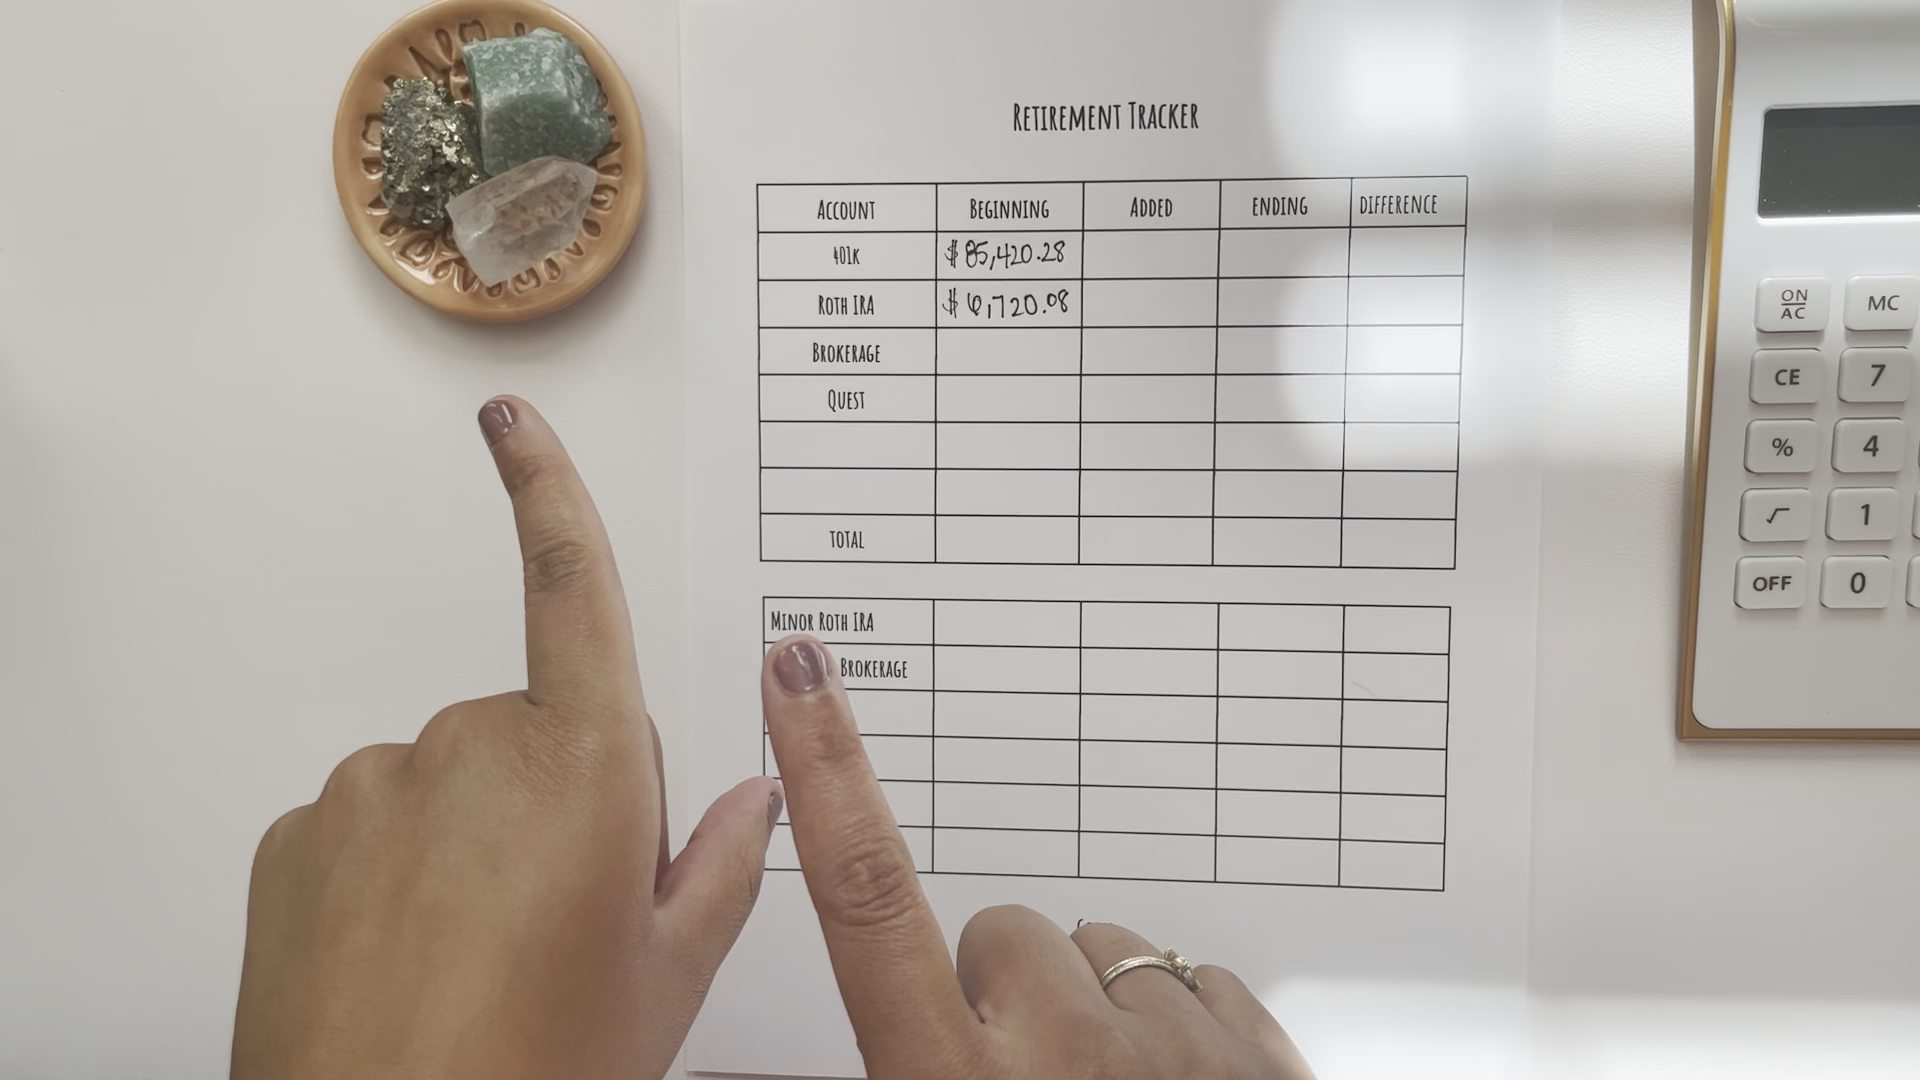 RETIREMENT TRACKER
ACCOUNT BEGINNING ADDED ENDING DIFFERENCE
401K $85,420.28
ROTH IRA $6,720.08
BROKERAGE
QUEST
TOTAL
MINOR ROTH IRA
BROKERAGE
ON
AC
MC
CE 7
% 4
√ 1
OFF 0